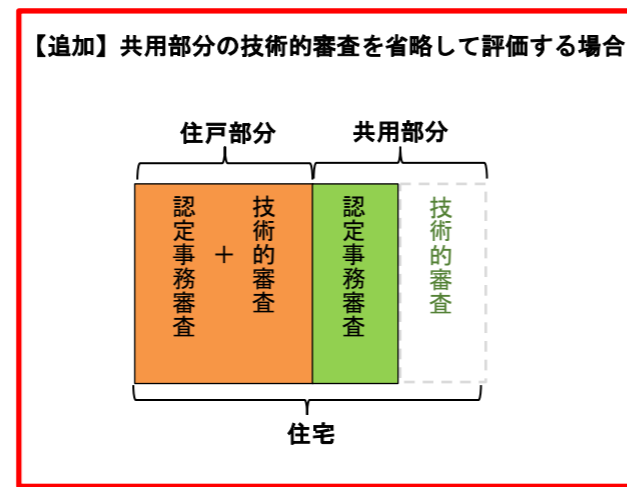 【追加】共用部分の技術的審査を省略して評価する場合
住戸部分
共用部分
認定事務審査
＋
技術的審査
認定事務審査
技術的審査
住宅